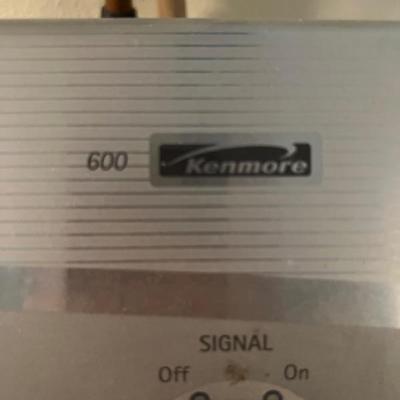 600 Kenmore
SIGNAL
Off On